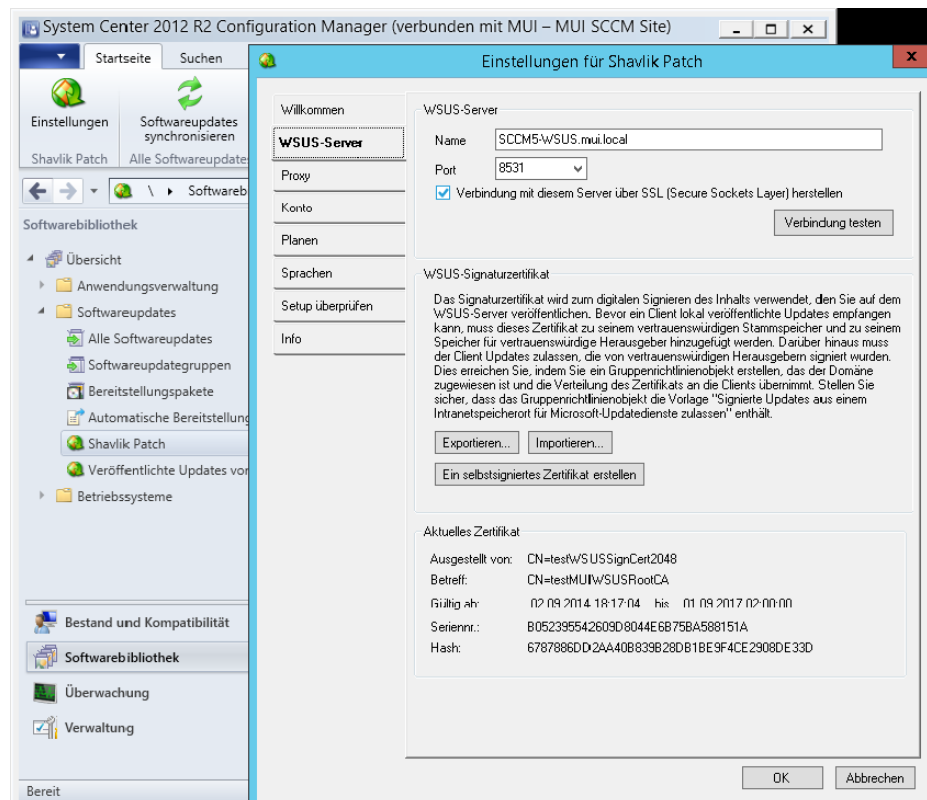 System Center 2012 R2 Configuration Manager (verbunden mit MUI – MUI SCCM Site)
Startseite Suchen
Einstellungen
Softwareupdates
synchronisieren
Shavlik Patch
Alle Softwareupdate
\ Softwareb
Softwarebibliothek
Übersicht
Anwendungsverwaltung
Softwareupdates
Alle Softwareupdates
Softwareupdategruppen
Bereitstellungspakete
Automatische Bereitstellung
Shavlik Patch
Veröffentlichte Updates vor
Betriebssysteme
Bestand und Kompatibilität
Softwarebibliothek
Überwachung
Verwaltung
Bereit
Einstellungen für Shavlik Patch
Willkommen
WSUS-Server
Proxy
Konto
Planen
Sprachen
Setup überprüfen
Info
WSUS-Server
Name SCCM5-WSUS.mui.local
Port 8531
Verbindung mit diesem Server über SSL (Secure Sockets Layer) herstellen
Verbindung testen
WSUS-Signaturzertifikat
Das Signaturzertifikat wird zum digitalen Signieren des Inhalts verwendet, den Sie auf dem
WSUS-Server veröffentlichen. Bevor ein Client lokal veröffentlichte Updates empfangen
kann, muss dieses Zertifikat zu seinem vertrauenswürdigen Stammspeicher und zu seinem
Speicher für vertrauenswürdige Herausgeber hinzugefügt werden. Darüber hinaus muss
der Client Updates zulassen, die von vertrauenswürdigen Herausgebern signiert wurden.
Dies erreichen Sie, indem Sie ein Gruppenrichtlinienobjekt erstellen, das der Domäne
zugewiesen ist und die Verteilung des Zertifikats an die Clients übernimmt. Stellen Sie
sicher, dass das Gruppenrichtlinienobjekt die Vorlage "Signierte Updates aus einem
Intranetspeicherort für Microsoft-Updatedienste zulassen" enthält.
Exportieren... Importieren...
Ein selbstsigniertes Zertifikat erstellen
Aktuelles Zertifikat
Ausgestellt von: CN=testWSUSSignCert2048
Betreff: CN=testMUIWSUSRootCA
Gültig ab: 02.09.2014 18:17:04 bis 01.09.2017 02:00:00
Seriennr.: B052395542609D8044E6B75BA588151A
Hash: 6787886DD2AA40B839B28DB1BE9F4CE2908DE33D
OK Abbrechen